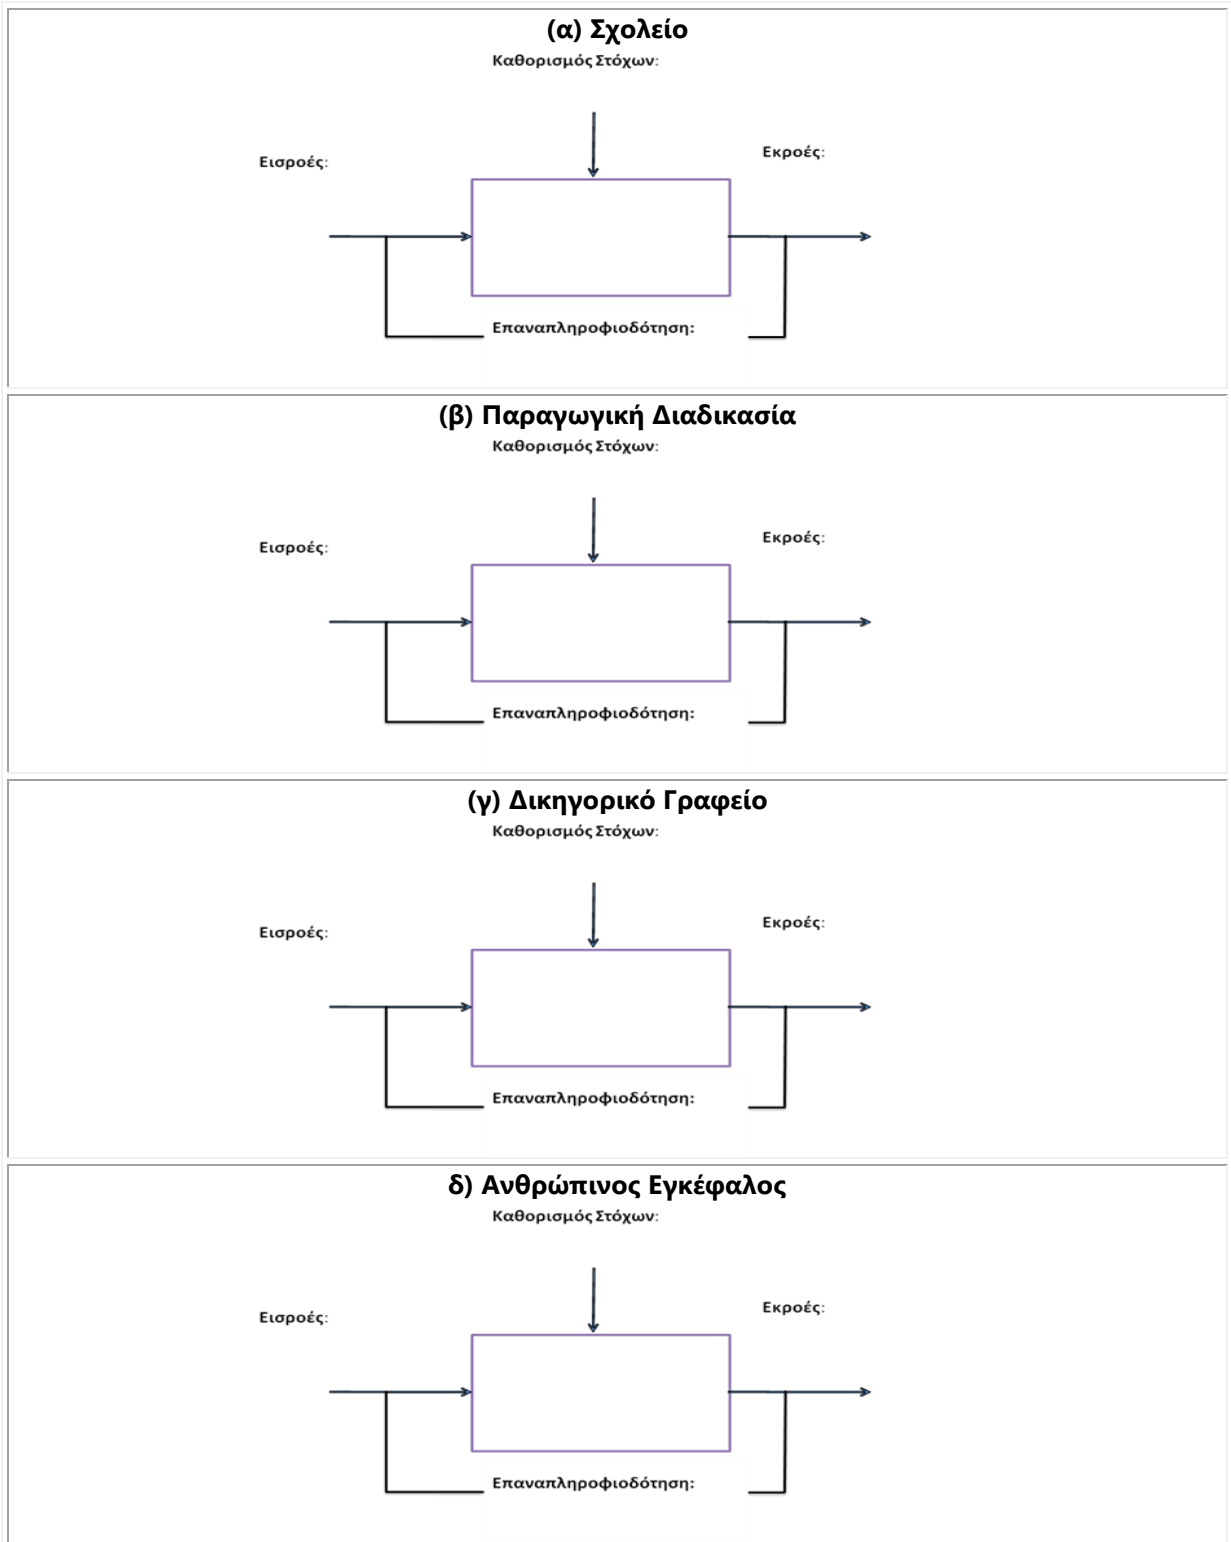 (α) Σχολείο
Καθορισμός Στόχων:
Εισροές:
Εκροές:
Επαναπληροφιοδότηση:
(β) Παραγωγική Διαδικασία
Καθορισμός Στόχων:
Εισροές:
Εκροές:
Επαναπληροφιοδότηση:
(γ) Δικηγορικό Γραφείο
Καθορισμός Στόχων:
Εισροές:
Εκροές:
Επαναπληροφιοδότηση:
δ) Ανθρώπινος Εγκέφαλος
Καθορισμός Στόχων:
Εισροές:
Εκροές:
Επαναπληροφιοδότηση: